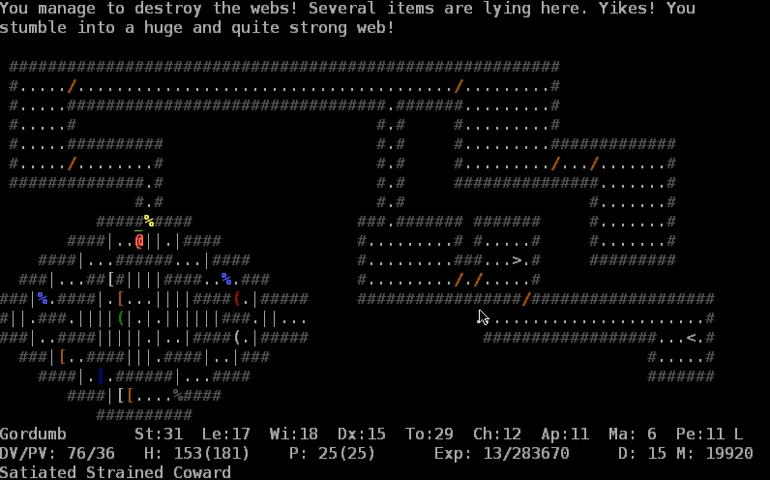 You manage to destroy the webs! Several items are lying here. Yikes! You
stumble into a huge and quite strong web!
Gordumb St:31 Le:17 Wi:18 Dx:15 To:29 Ch:12 Ap:11 Ma: 6 Pe:11 L
DV/PV: 76/36 H: 153(181) P: 25(25) Exp: 13/283670 D: 15 M: 19920
Satiated Strained Coward